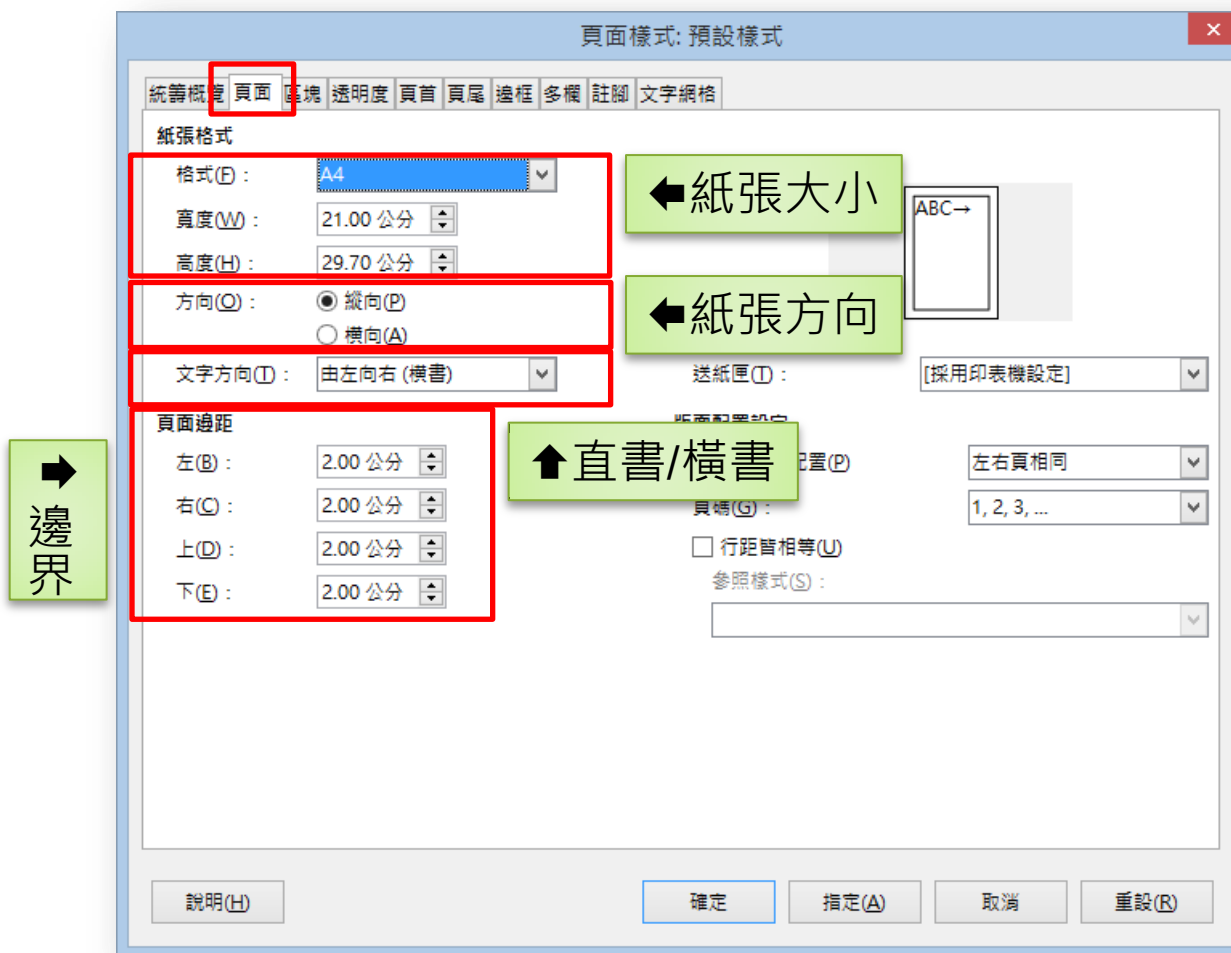 頁面樣式: 預設樣式
統籌概覽 頁面 區塊 透明度 頁首 頁尾 邊框 多欄 註腳 文字網格
紙張格式
格式(F)： A4
寬度(W)： 21.00 公分
高度(H)： 29.70 公分
🡸紙張大小
ABC→
方向(O)： 縱向(P)
橫向(A)
🡸紙張方向
文字方向(T)： 由左向右 (橫書)
送紙匣(T)： [採用印表機設定]
🡹直書/橫書
頁面邊距
左(B)： 2.00 公分
右(C)： 2.00 公分
上(D)： 2.00 公分
下(E)： 2.00 公分
🡺
邊界
版面配置設定
配置(P) 左右頁相同
頁碼(G)： 1, 2, 3, ...
行距皆相等(U)
參照樣式(S)：
說明(H) 確定 指定(A) 取消 重設(R)